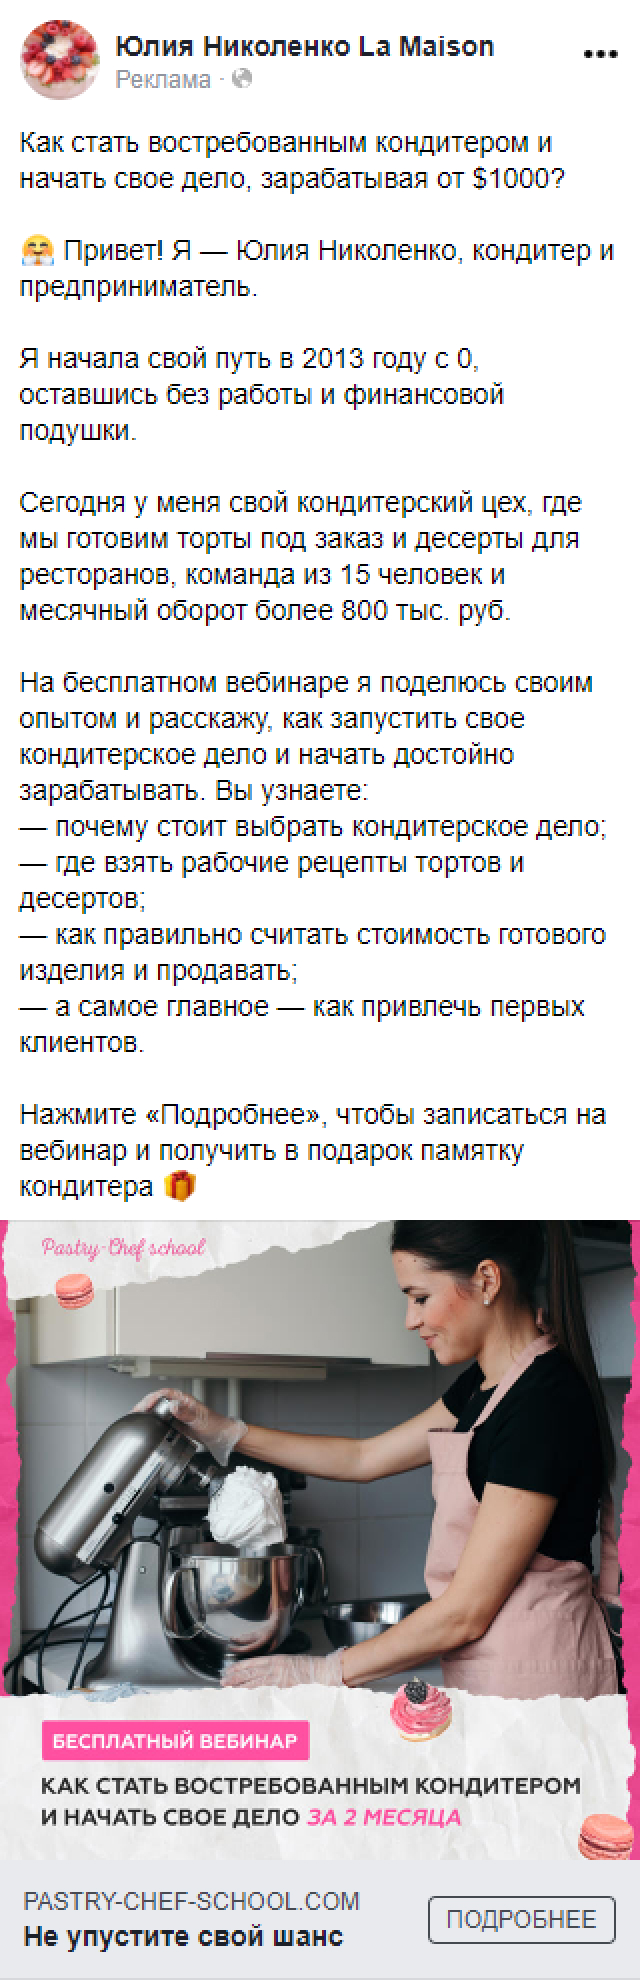 Юлия Николенко La Maison
Реклама ·
Как стать востребованным кондитером и
начать свое дело, зарабатывая от $1000?
🤗 Привет! Я — Юлия Николенко, кондитер и
предприниматель.
Я начала свой путь в 2013 году с 0,
оставшись без работы и финансовой
подушки.
Сегодня у меня свой кондитерский цех, где
мы готовим торты под заказ и десерты для
ресторанов, команда из 15 человек и
месячный оборот более 800 тыс. руб.
На бесплатном вебинаре я поделюсь своим
опытом и расскажу, как запустить свое
кондитерское дело и начать достойно
зарабатывать. Вы узнаете:
— почему стоит выбрать кондитерское дело;
— где взять рабочие рецепты тортов и
десертов;
— как правильно считать стоимость готового
изделия и продавать;
— а самое главное — как привлечь первых
клиентов.
Нажмите «Подробнее», чтобы записаться на
вебинар и получить в подарок памятку
кондитера 🎁
Pastry-Chef school
БЕСПЛАТНЫЙ ВЕБИНАР
КАК СТАТЬ ВОСТРЕБОВАННЫМ КОНДИТЕРОМ
И НАЧАТЬ СВОЕ ДЕЛО ЗА 2 МЕСЯЦА
PASTRY-CHEF-SCHOOL.COM
Не упустите свой шанс
ПОДРОБНЕЕ